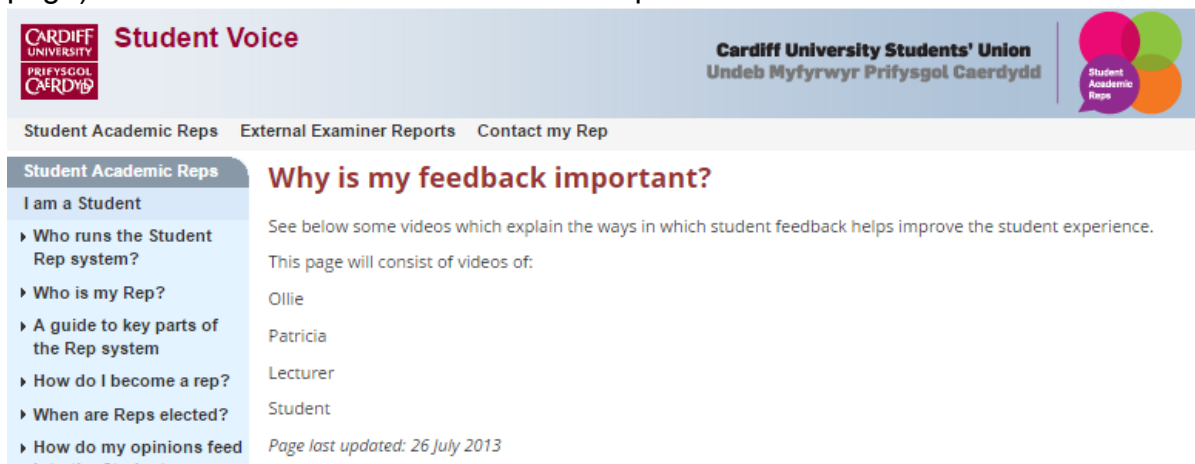 CARDIFF
UNIVERSITY
PRIFYSGOL
CAERDYDD
Student Voice
Cardiff University Students' Union
Undeb Myfyrwyr Prifysgol Caerdydd
Student
Academic
Reps
Student Academic Reps External Examiner Reports Contact my Rep
Student Academic Reps
I am a Student
Who runs the Student
Rep system?
Who is my Rep?
A guide to key parts of
the Rep system
How do I become a rep?
When are Reps elected?
How do my opinions feed
Why is my feedback important?
See below some videos which explain the ways in which student feedback helps improve the student experience.
This page will consist of videos of:
Ollie
Patricia
Lecturer
Student
Page last updated: 26 July 2013